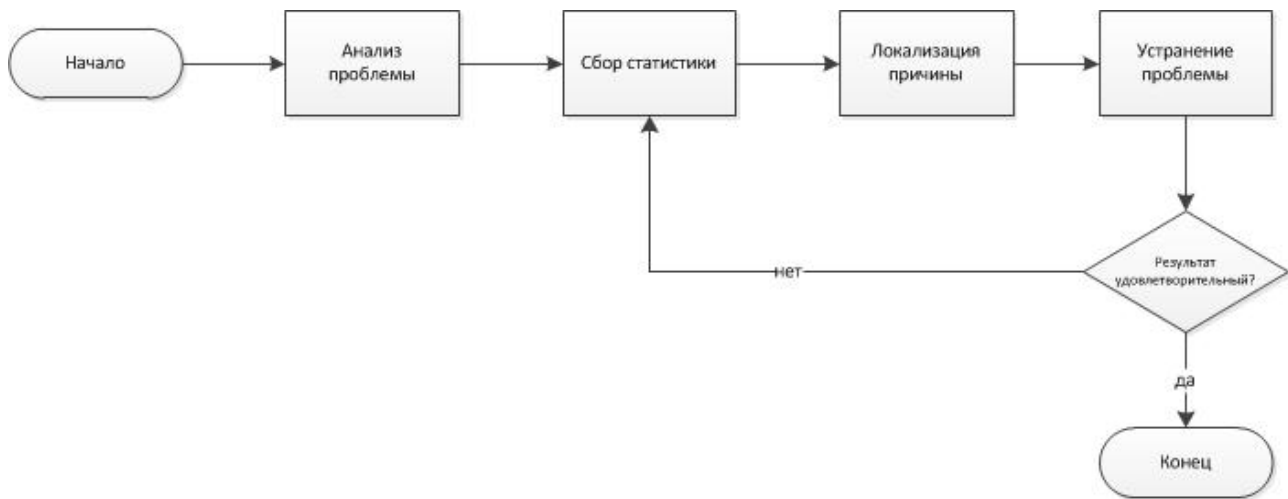 Начало
Анализ
проблемы
Сбор статистики
Локализация
причины
Устранение
проблемы
Результат
удовлетворительный?
нет
да
Конец